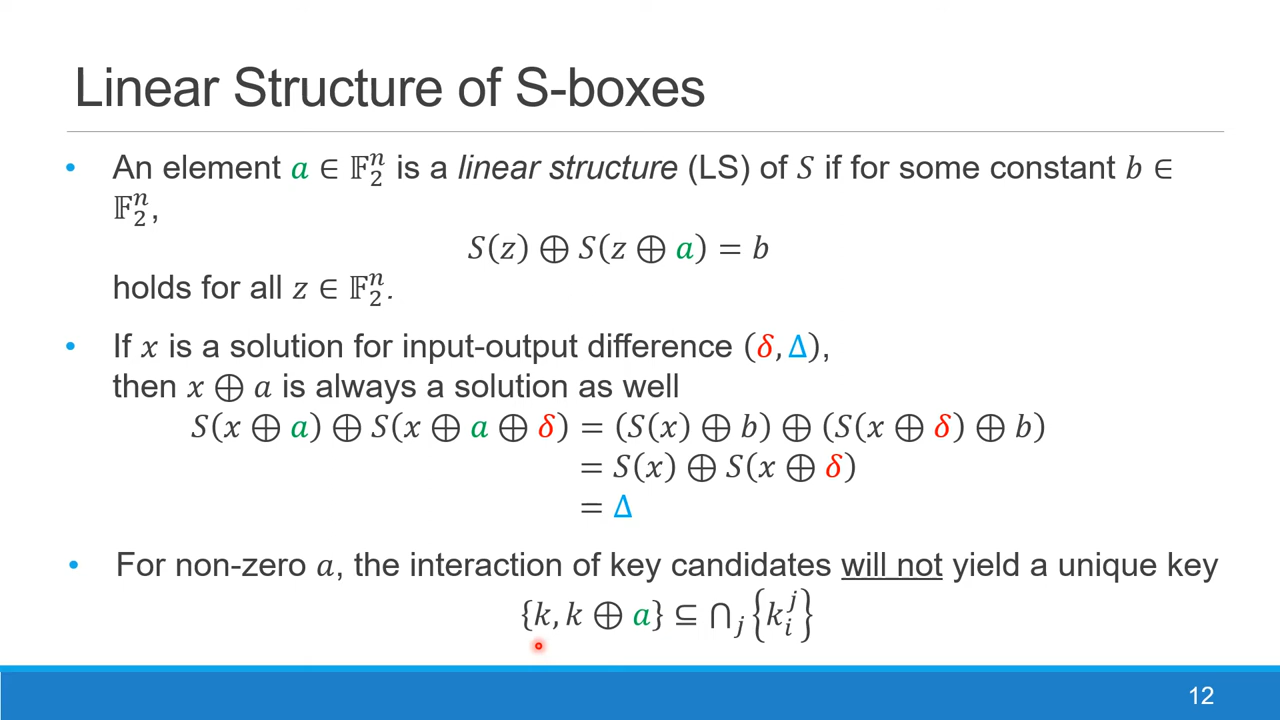 Linear Structure of S-boxes
• An element a ∈ 𝔽₂ⁿ is a linear structure (LS) of S if for some constant b ∈
𝔽₂ⁿ,
S(z) ⊕ S(z ⊕ a) = b
holds for all z ∈ 𝔽₂ⁿ.
• If x is a solution for input-output difference (δ, Δ),
then x ⊕ a is always a solution as well
S(x ⊕ a) ⊕ S(x ⊕ a ⊕ δ) = (S(x) ⊕ b) ⊕ (S(x ⊕ δ) ⊕ b)
= S(x) ⊕ S(x ⊕ δ)
= Δ
• For non-zero a, the interaction of key candidates will not yield a unique key
{k, k ⊕ a} ⊆ ⋂ⱼ {kᵢʲ}
12